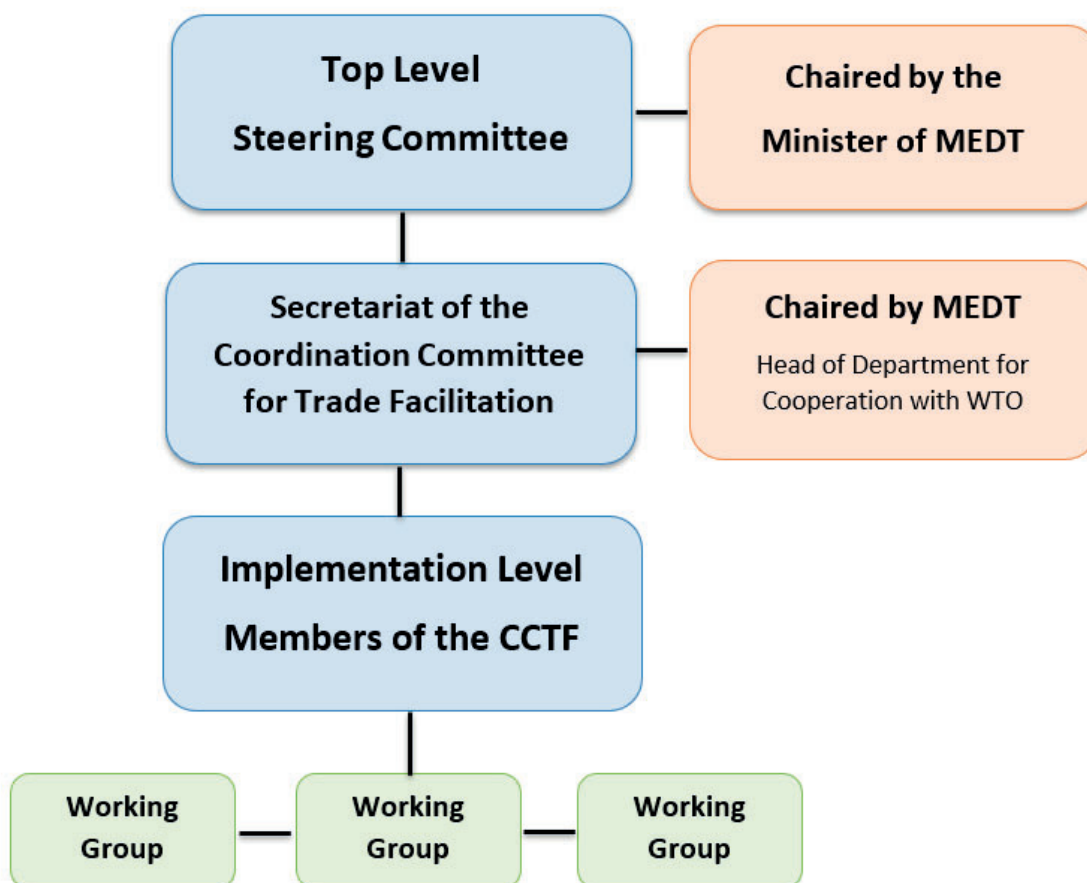 Top Level
Steering Committee
Chaired by the
Minister of MEDT
Secretariat of the
Coordination Committee
for Trade Facilitation
Chaired by MEDT
Head of Department for
Cooperation with WTO
Implementation Level
Members of the CCTF
Working
Group
Working
Group
Working
Group